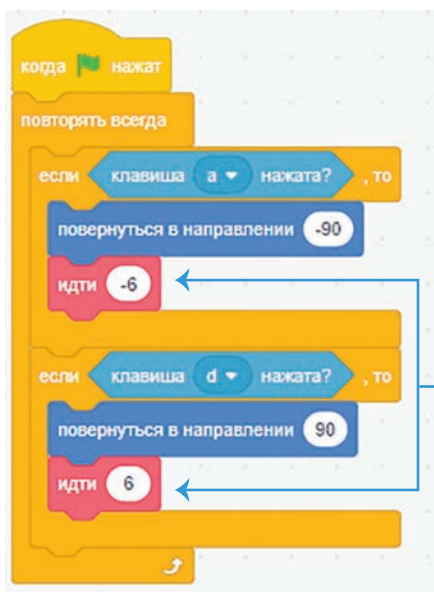 когда нажат
повторять всегда
если клавиша a нажата? , то
повернуться в направлении -90
идти -6
если клавиша d нажата? , то
повернуться в направлении 90
идти 6